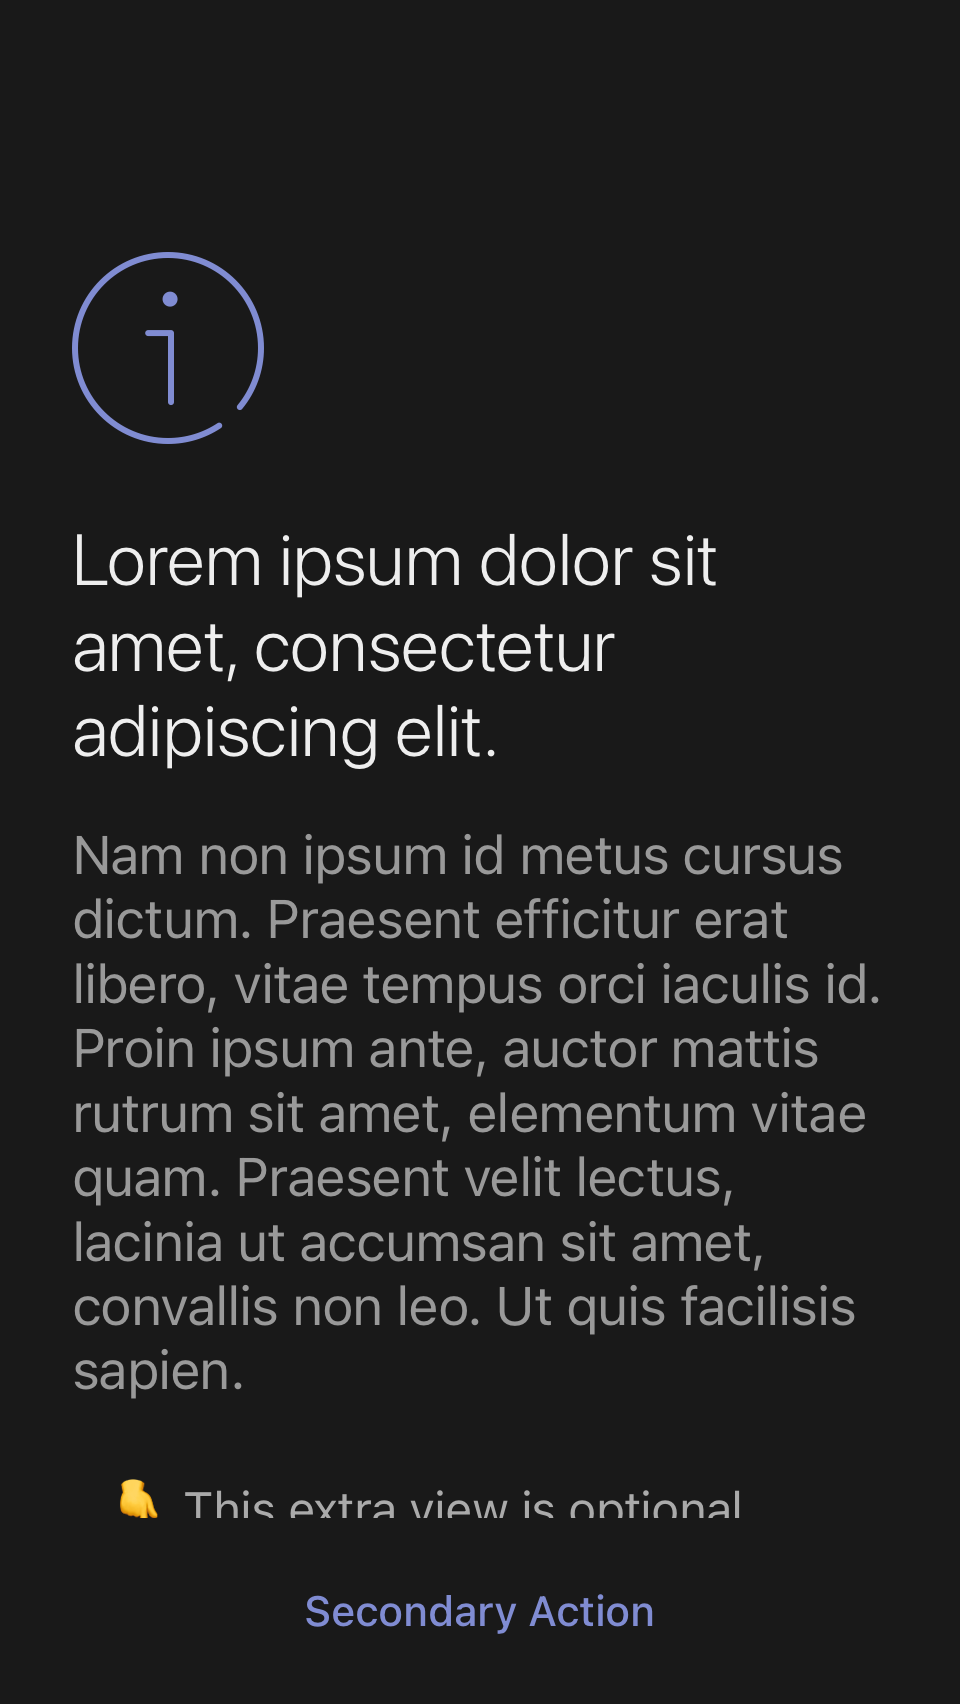 Lorem ipsum dolor sit
amet, consectetur
adipiscing elit.
Nam non ipsum id metus cursus
dictum. Praesent efficitur erat
libero, vitae tempus orci iaculis id.
Proin ipsum ante, auctor mattis
rutrum sit amet, elementum vitae
quam. Praesent velit lectus,
lacinia ut accumsan sit amet,
convallis non leo. Ut quis facilisis
sapien.
👇 This extra view is optional
Secondary Action